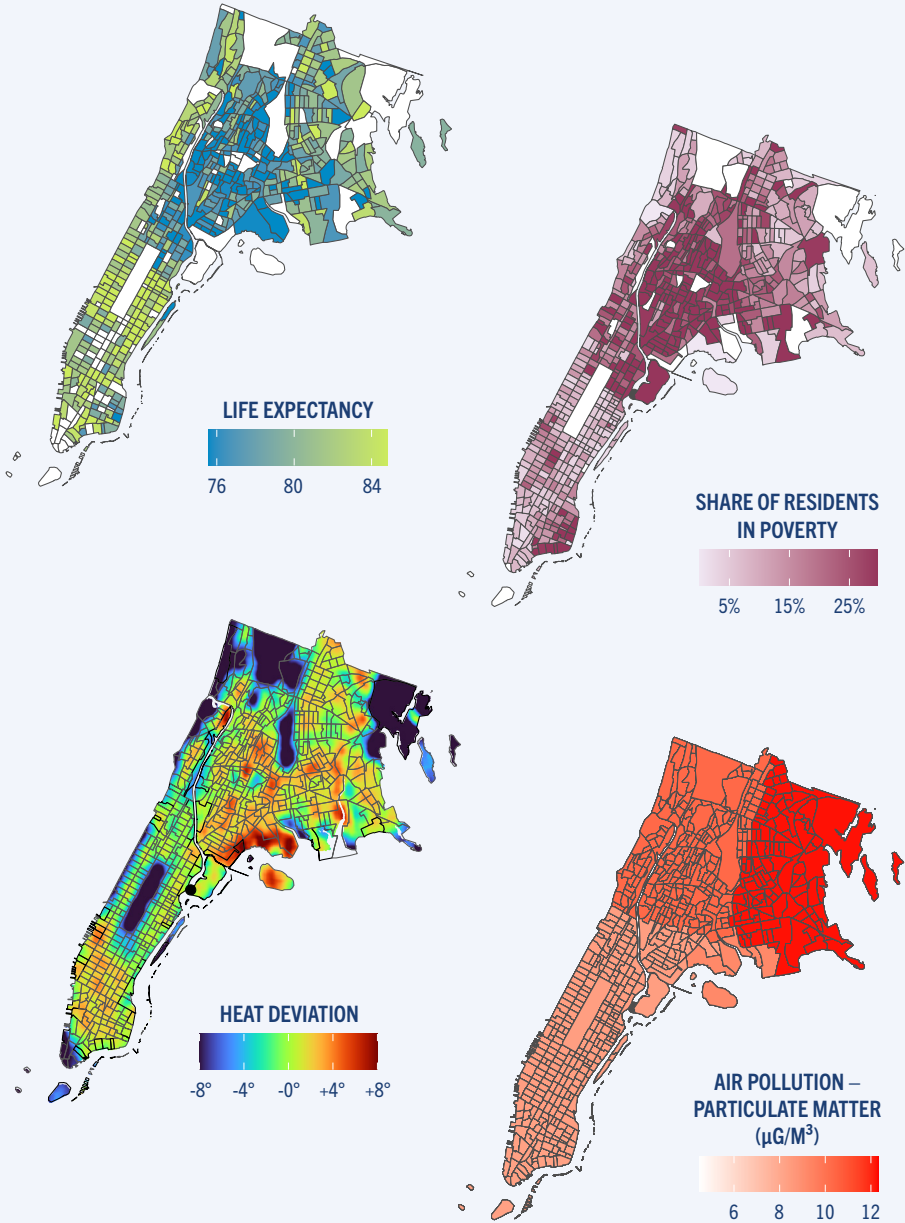 LIFE EXPECTANCY
76 80 84
SHARE OF RESIDENTS
IN POVERTY
5% 15% 25%
HEAT DEVIATION
-8° -4° -0° +4° +8°
AIR POLLUTION –
PARTICULATE MATTER
(µG/M³)
6 8 10 12